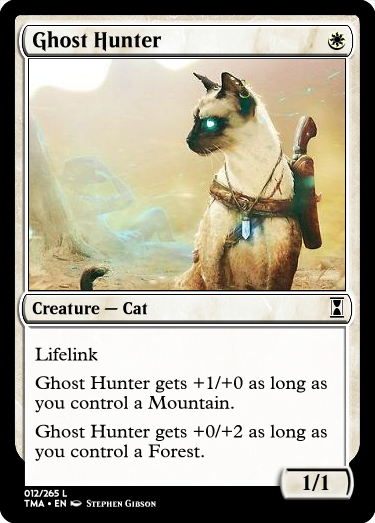 Ghost Hunter
Creature — Cat
Lifelink
Ghost Hunter gets +1/+0 as long as
you control a Mountain.
Ghost Hunter gets +0/+2 as long as
you control a Forest.
1/1
012/265 L
TMA • EN Stephen Gibson